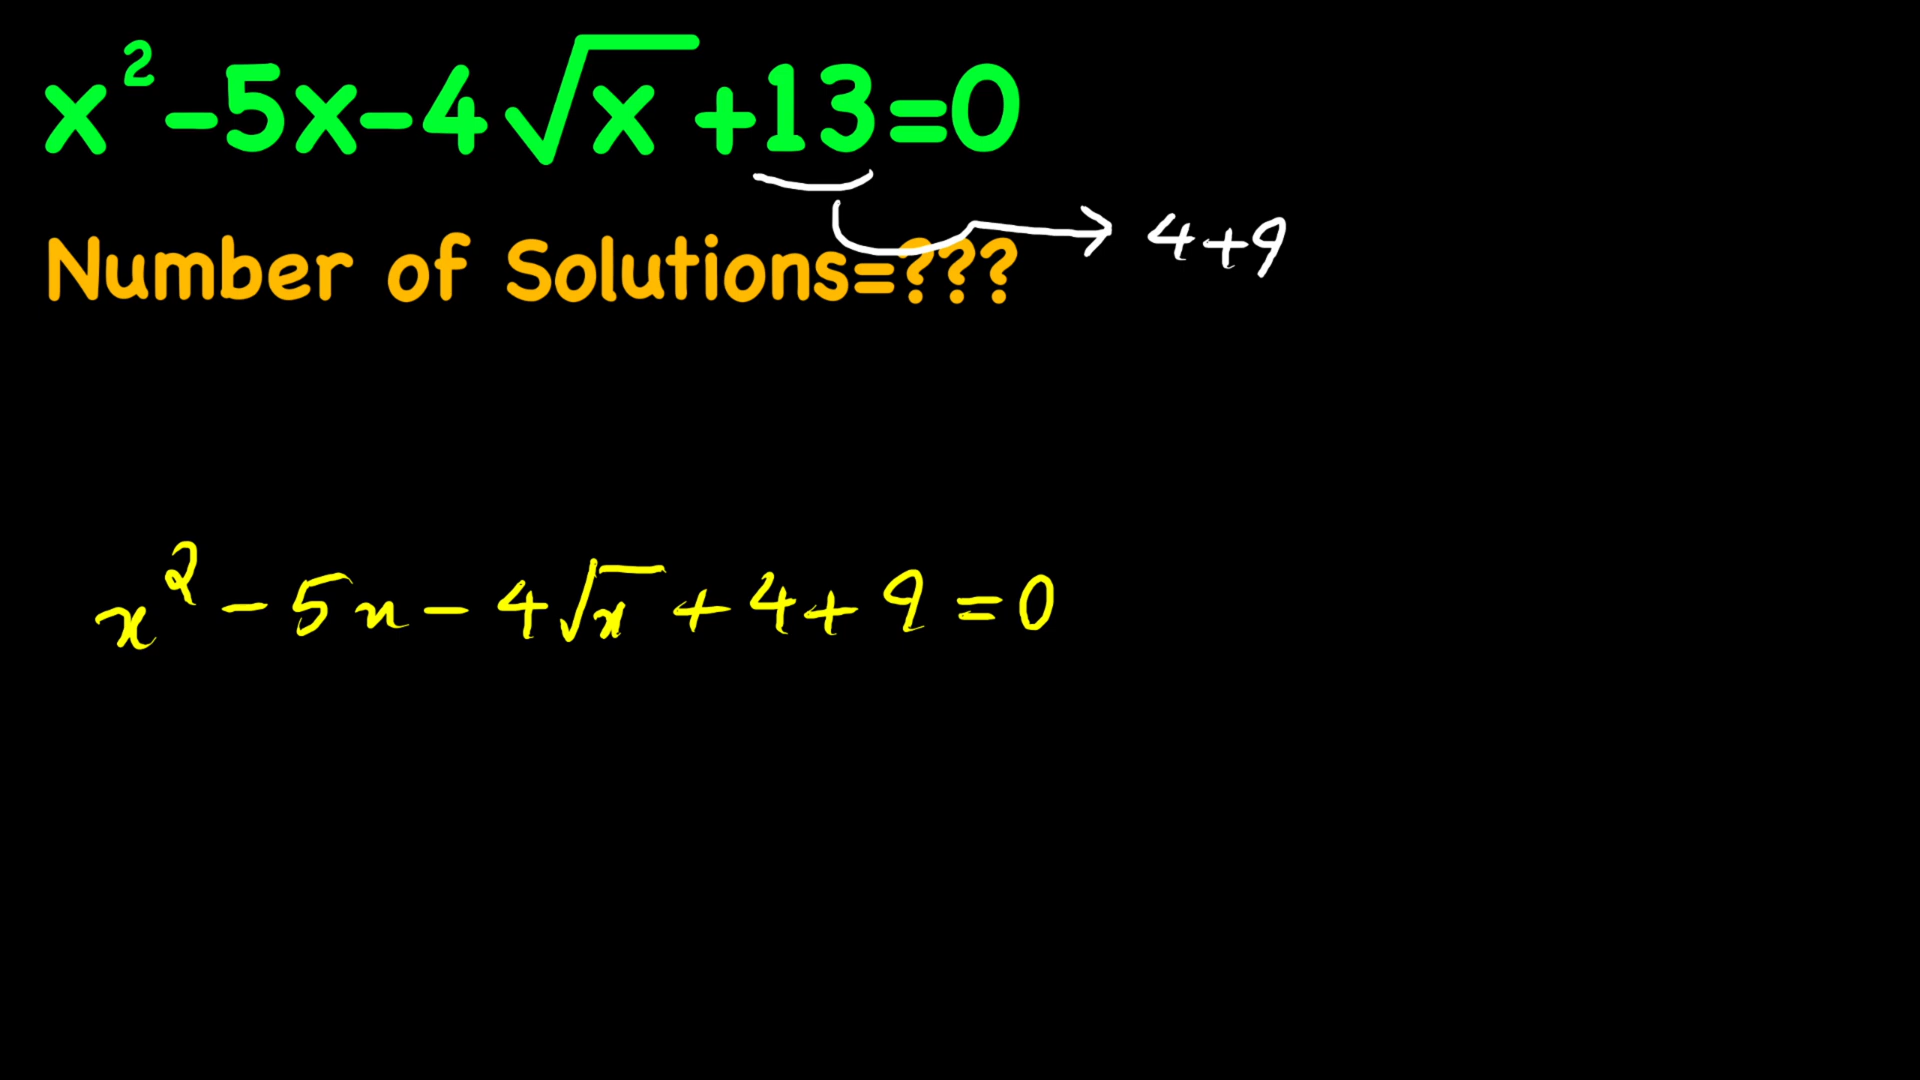 x²-5x-4√x+13=0
4+9
Number of Solutions=???
x²-5x-4√x+4+9=0